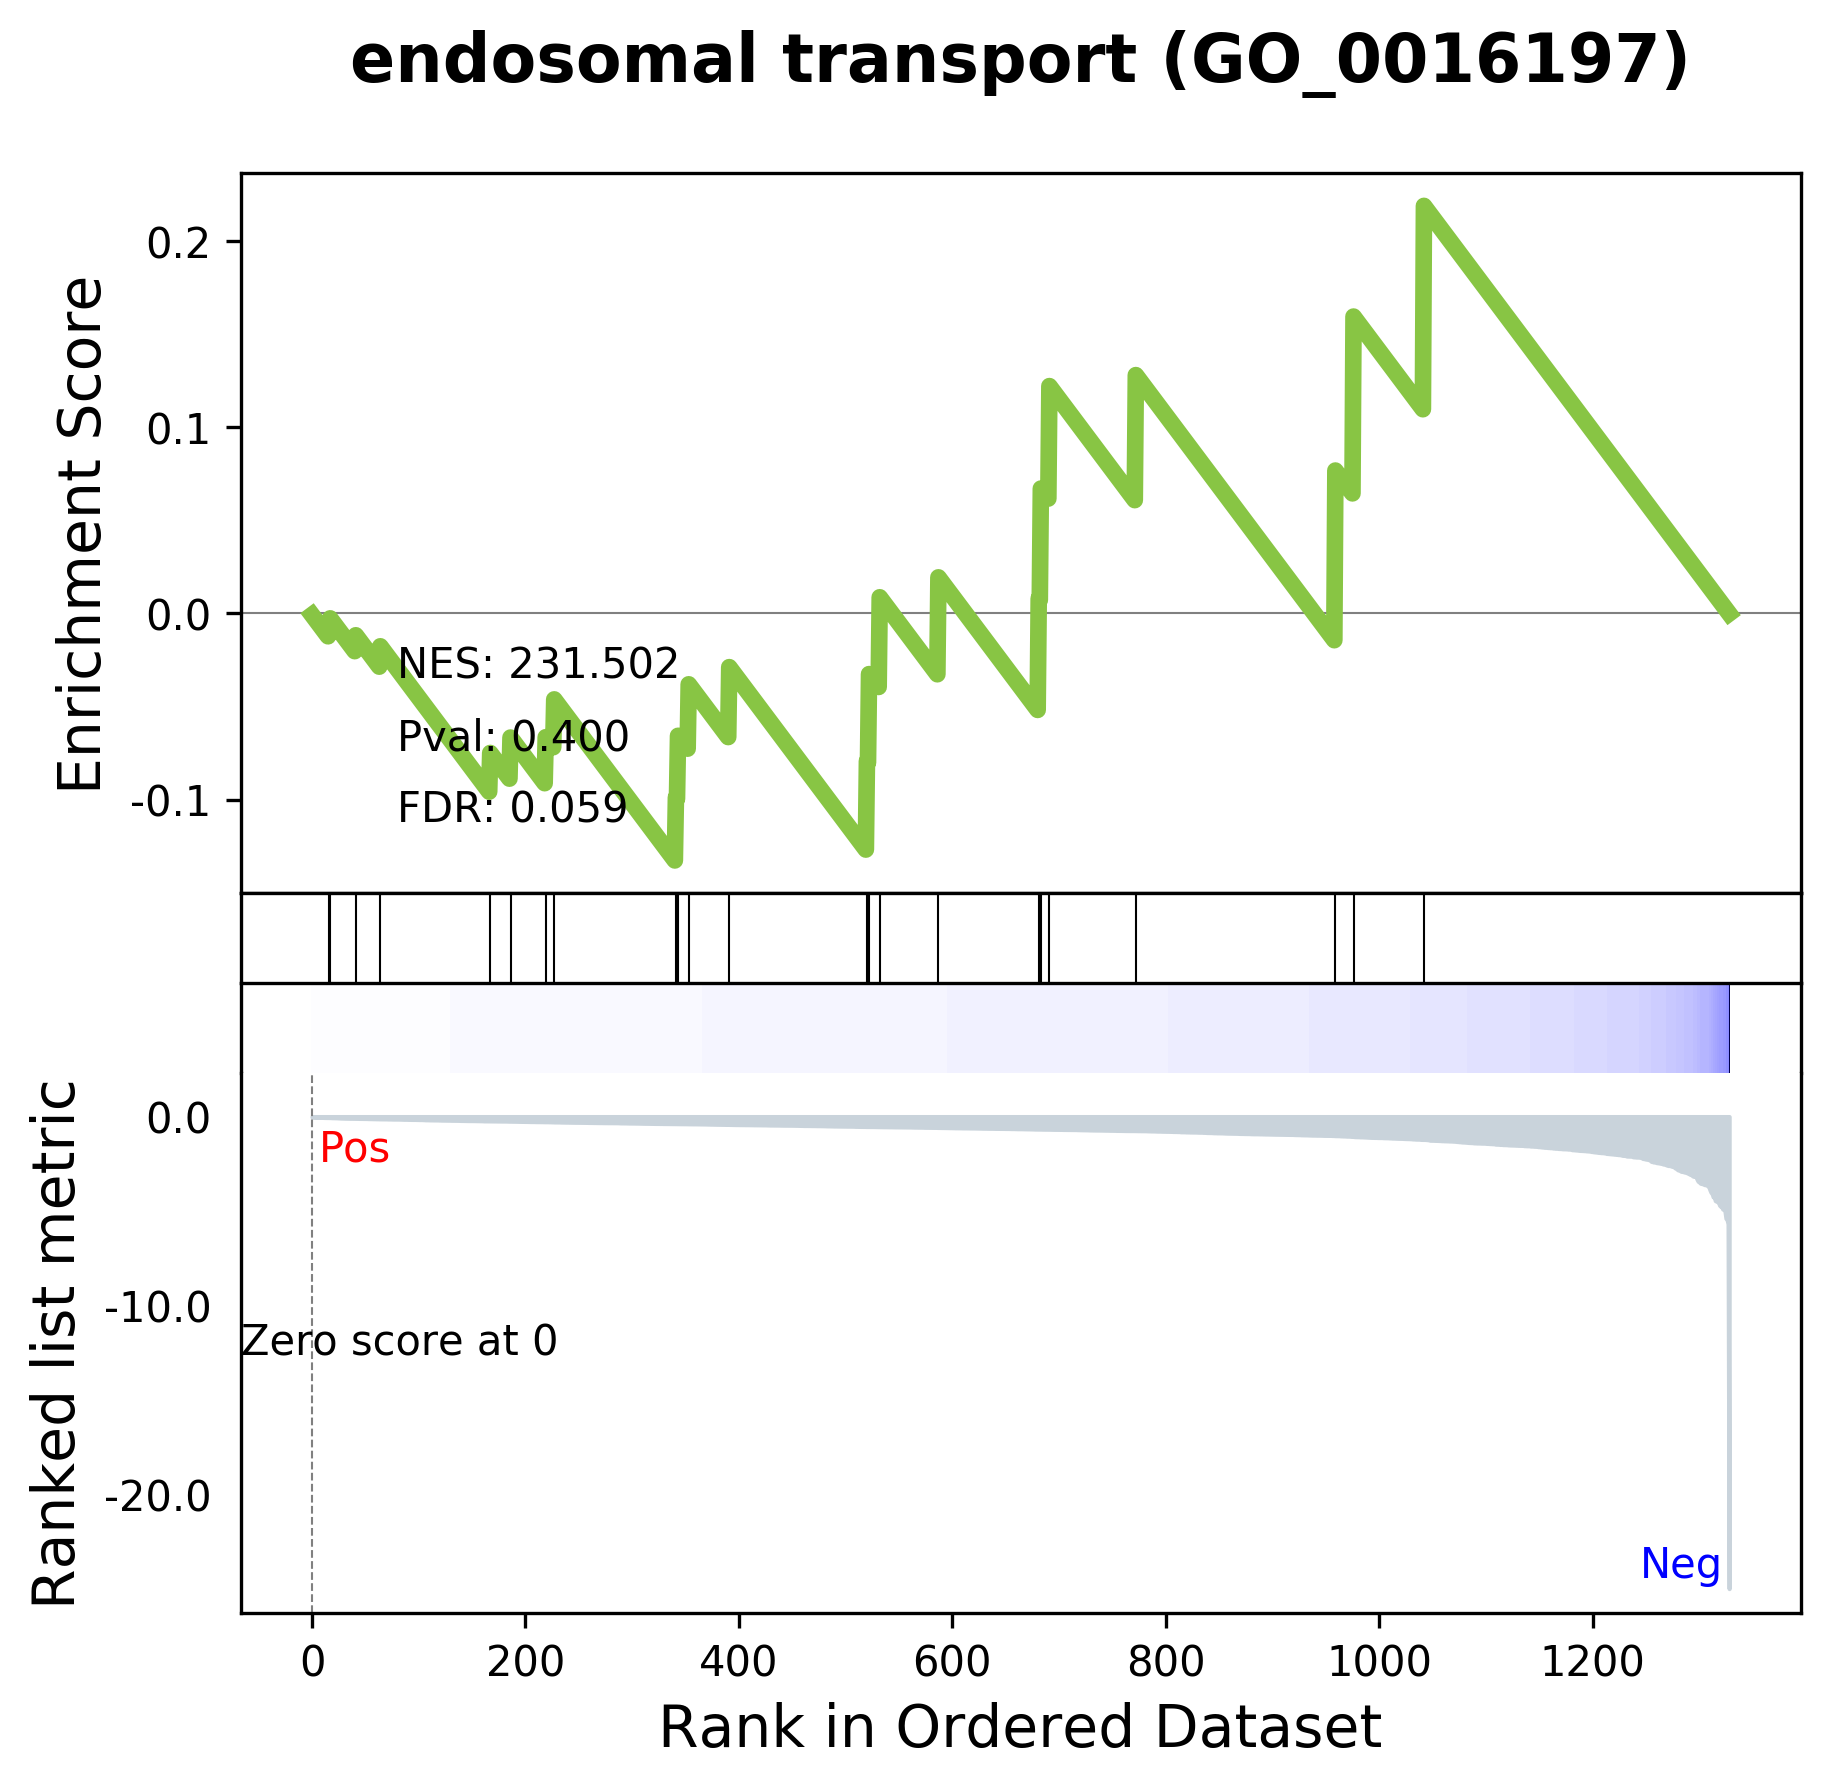 endosomal transport (GO_0016197)
Enrichment Score
0.2
0.1
0.0
-0.1
NES: 231.502
Pval: 0.400
FDR: 0.059
Ranked list metric
0.0
-10.0
-20.0
Pos
Zero score at 0
Neg
0 200 400 600 800 1000 1200
Rank in Ordered Dataset